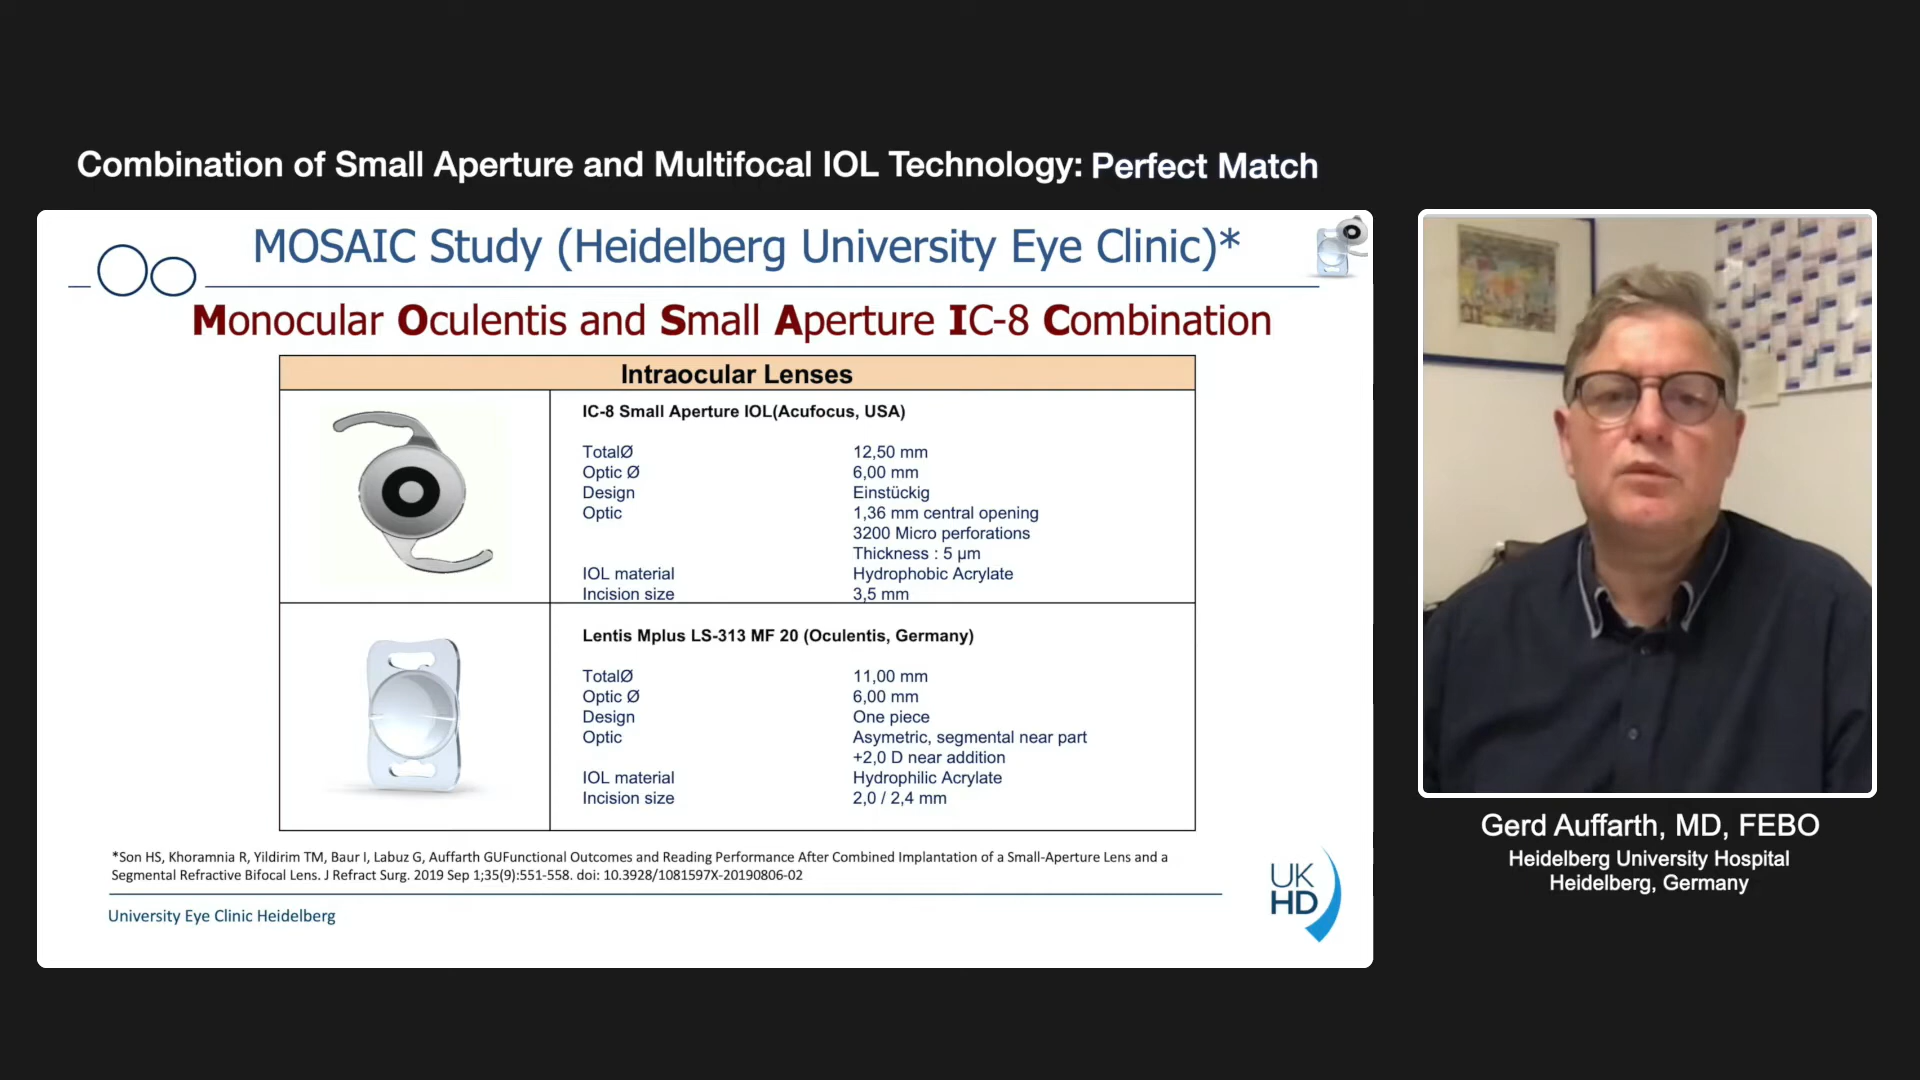 Combination of Small Aperture and Multifocal IOL Technology: Perfect Match
MOSAIC Study (Heidelberg University Eye Clinic)*
Monocular Oculentis and Small Aperture IC-8 Combination
Intraocular Lenses
IC-8 Small Aperture IOL(Acufocus, USA)
TotalØ 12,50 mm
Optic Ø 6,00 mm
Design Einstückig
Optic 1,36 mm central opening
3200 Micro perforations
Thickness : 5 µm
IOL material Hydrophobic Acrylate
Incision size 3,5 mm
Lentis Mplus LS-313 MF 20 (Oculentis, Germany)
TotalØ 11,00 mm
Optic Ø 6,00 mm
Design One piece
Optic Asymetric, segmental near part
+2,0 D near addition
IOL material Hydrophilic Acrylate
Incision size 2,0 / 2,4 mm
*Son HS, Khoramnia R, Yildirim TM, Baur I, Labuz G, Auffarth GUFunctional Outcomes and Reading Performance After Combined Implantation of a Small-Aperture Lens and a
Segmental Refractive Bifocal Lens. J Refract Surg. 2019 Sep 1;35(9):551-558. doi: 10.3928/1081597X-20190806-02
University Eye Clinic Heidelberg
UK
HD
Gerd Auffarth, MD, FEBO
Heidelberg University Hospital
Heidelberg, Germany